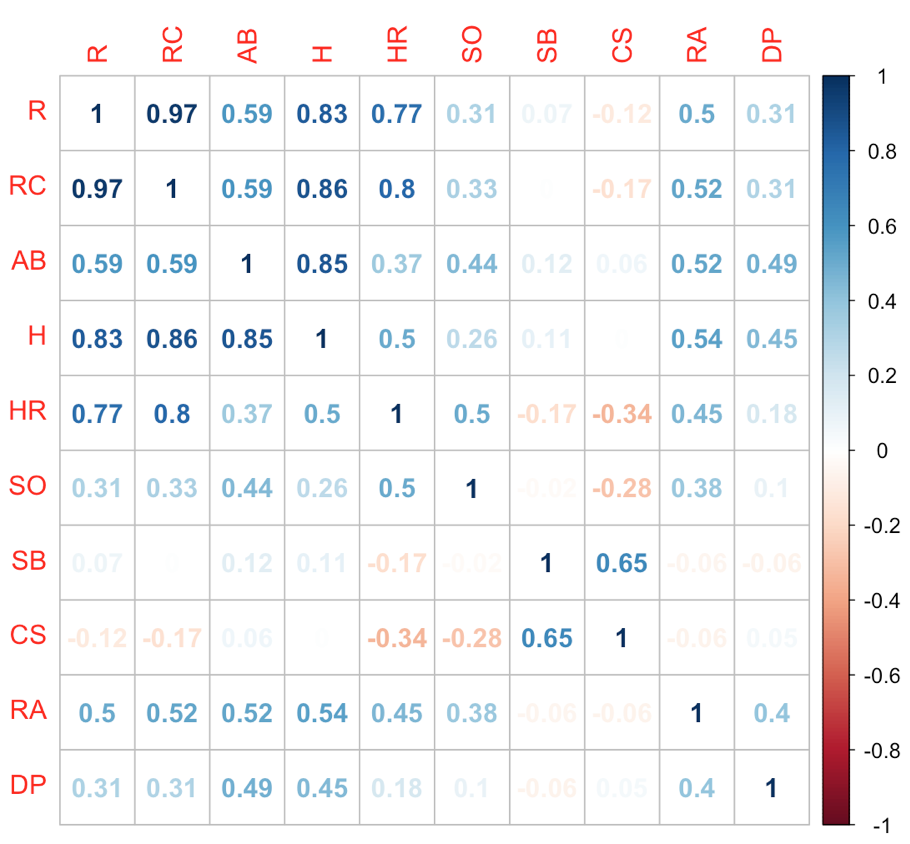 R RC AB H HR SO SB CS RA DP
R 1 0.97 0.59 0.83 0.77 0.31 0.07 -0.12 0.5 0.31 1
RC 0.97 1 0.59 0.86 0.8 0.33 -0.17 0.52 0.31 0.8
AB 0.59 0.59 1 0.85 0.37 0.44 0.12 0.06 0.52 0.49 0.6
H 0.83 0.86 0.85 1 0.5 0.26 0.11 0.54 0.45 0.4
0.2
HR 0.77 0.8 0.37 0.5 1 0.5 -0.17 -0.34 0.45 0.18 0
SO 0.31 0.33 0.44 0.26 0.5 1 -0.02 -0.28 0.38 0.1 -0.2
SB 0.07 0 0.12 0.11 -0.17 -0.02 1 0.65 -0.06 -0.06 -0.4
CS -0.12 -0.17 0.06 0 -0.34 -0.28 0.65 1 -0.06 0.05 -0.6
RA 0.5 0.52 0.52 0.54 0.45 0.38 -0.06 -0.06 1 0.4 -0.8
DP 0.31 0.31 0.49 0.45 0.18 0.1 -0.06 0.05 0.4 1 -1